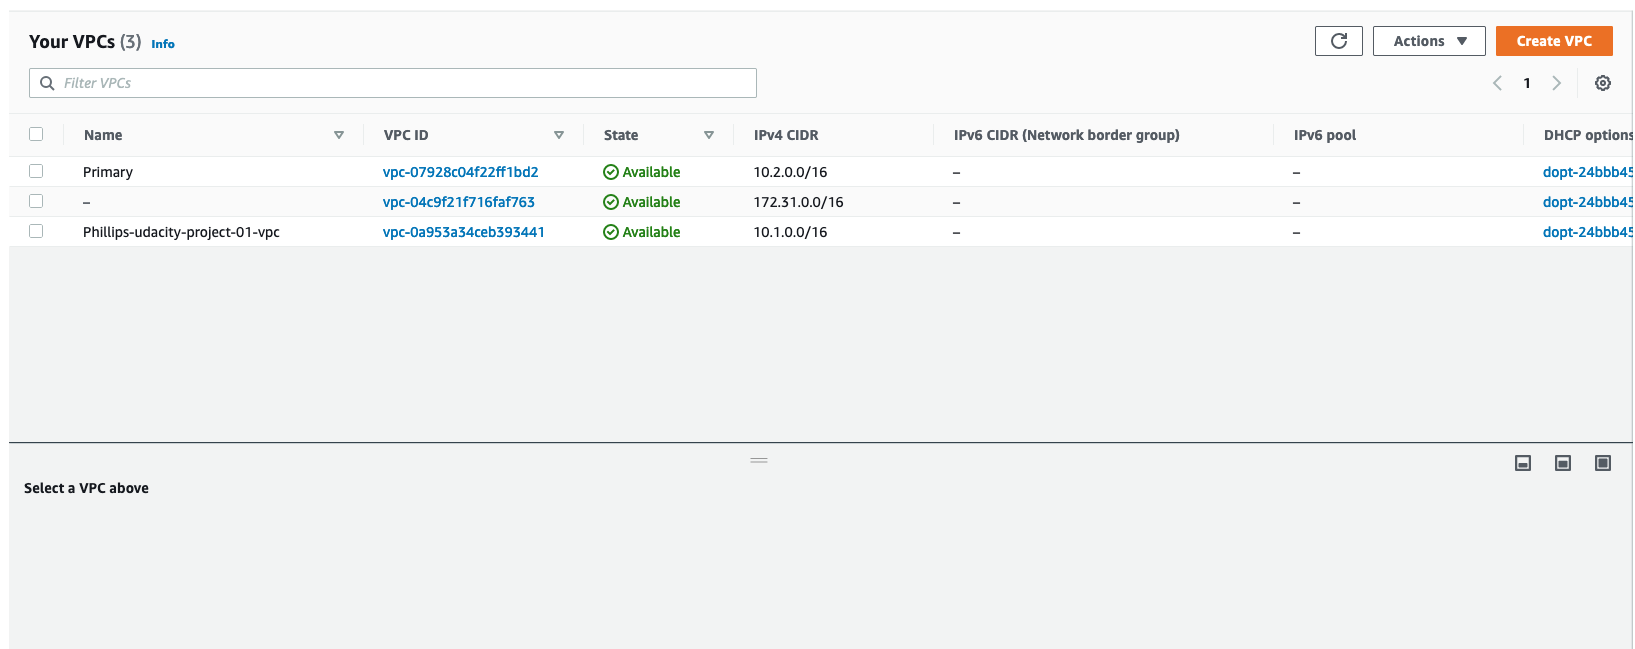 Your VPCs (3) Info
Actions
Create VPC
Filter VPCs
1
Name VPC ID State IPv4 CIDR IPv6 CIDR (Network border group) IPv6 pool DHCP options
Primary vpc-07928c04f22ff1bd2 Available 10.2.0.0/16 – – dopt-24bbb45
– vpc-04c9f21f716faf763 Available 172.31.0.0/16 – – dopt-24bbb45
Phillips-udacity-project-01-vpc vpc-0a953a34ceb393441 Available 10.1.0.0/16 – – dopt-24bbb45
Select a VPC above